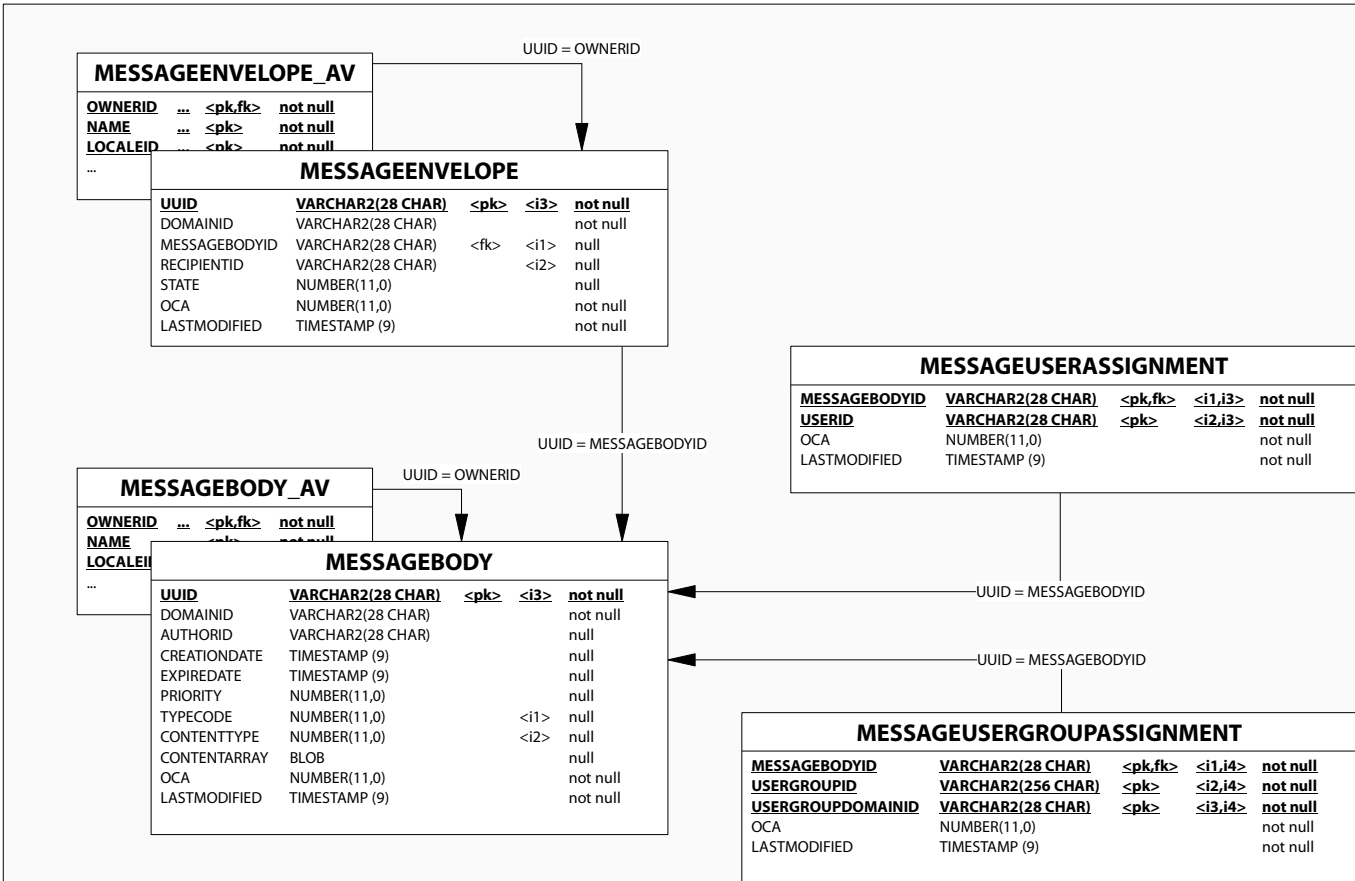 UUID = OWNERID
MESSAGEENVELOPE_AV
OWNERID ... <pk,fk> not null
NAME ... <pk> not null
LOCALEID ... <pk> not null
...
MESSAGEENVELOPE
UUID VARCHAR2(28 CHAR) <pk> <i3> not null
DOMAINID VARCHAR2(28 CHAR) not null
MESSAGEBODYID VARCHAR2(28 CHAR) <fk> <i1> null
RECIPIENTID VARCHAR2(28 CHAR) <i2> null
STATE NUMBER(11,0) null
OCA NUMBER(11,0) not null
LASTMODIFIED TIMESTAMP (9) not null
MESSAGEUSERASSIGNMENT
MESSAGEBODYID VARCHAR2(28 CHAR) <pk,fk> <i1,i3> not null
USERID VARCHAR2(28 CHAR) <pk> <i2,i3> not null
OCA NUMBER(11,0) not null
LASTMODIFIED TIMESTAMP (9) not null
UUID = MESSAGEBODYID
UUID = OWNERID
MESSAGEBODY_AV
OWNERID ... <pk,fk> not null
NAME ... <pk> not null
LOCALEI
...
MESSAGEBODY
UUID VARCHAR2(28 CHAR) <pk> <i3> not null
DOMAINID VARCHAR2(28 CHAR) not null
AUTHORID VARCHAR2(28 CHAR) null
CREATIONDATE TIMESTAMP (9) null
EXPIREDATE TIMESTAMP (9) null
PRIORITY NUMBER(11,0) null
TYPECODE NUMBER(11,0) <i1> null
CONTENTTYPE NUMBER(11,0) <i2> null
CONTENTARRAY BLOB null
OCA NUMBER(11,0) not null
LASTMODIFIED TIMESTAMP (9) not null
UUID = MESSAGEBODYID
UUID = MESSAGEBODYID
MESSAGEUSERGROUPASSIGNMENT
MESSAGEBODYID VARCHAR2(28 CHAR) <pk,fk> <i1,i4> not null
USERGROUPID VARCHAR2(256 CHAR) <pk> <i2,i4> not null
USERGROUPDOMAINID VARCHAR2(28 CHAR) <pk> <i3,i4> not null
OCA NUMBER(11,0) not null
LASTMODIFIED TIMESTAMP (9) not null